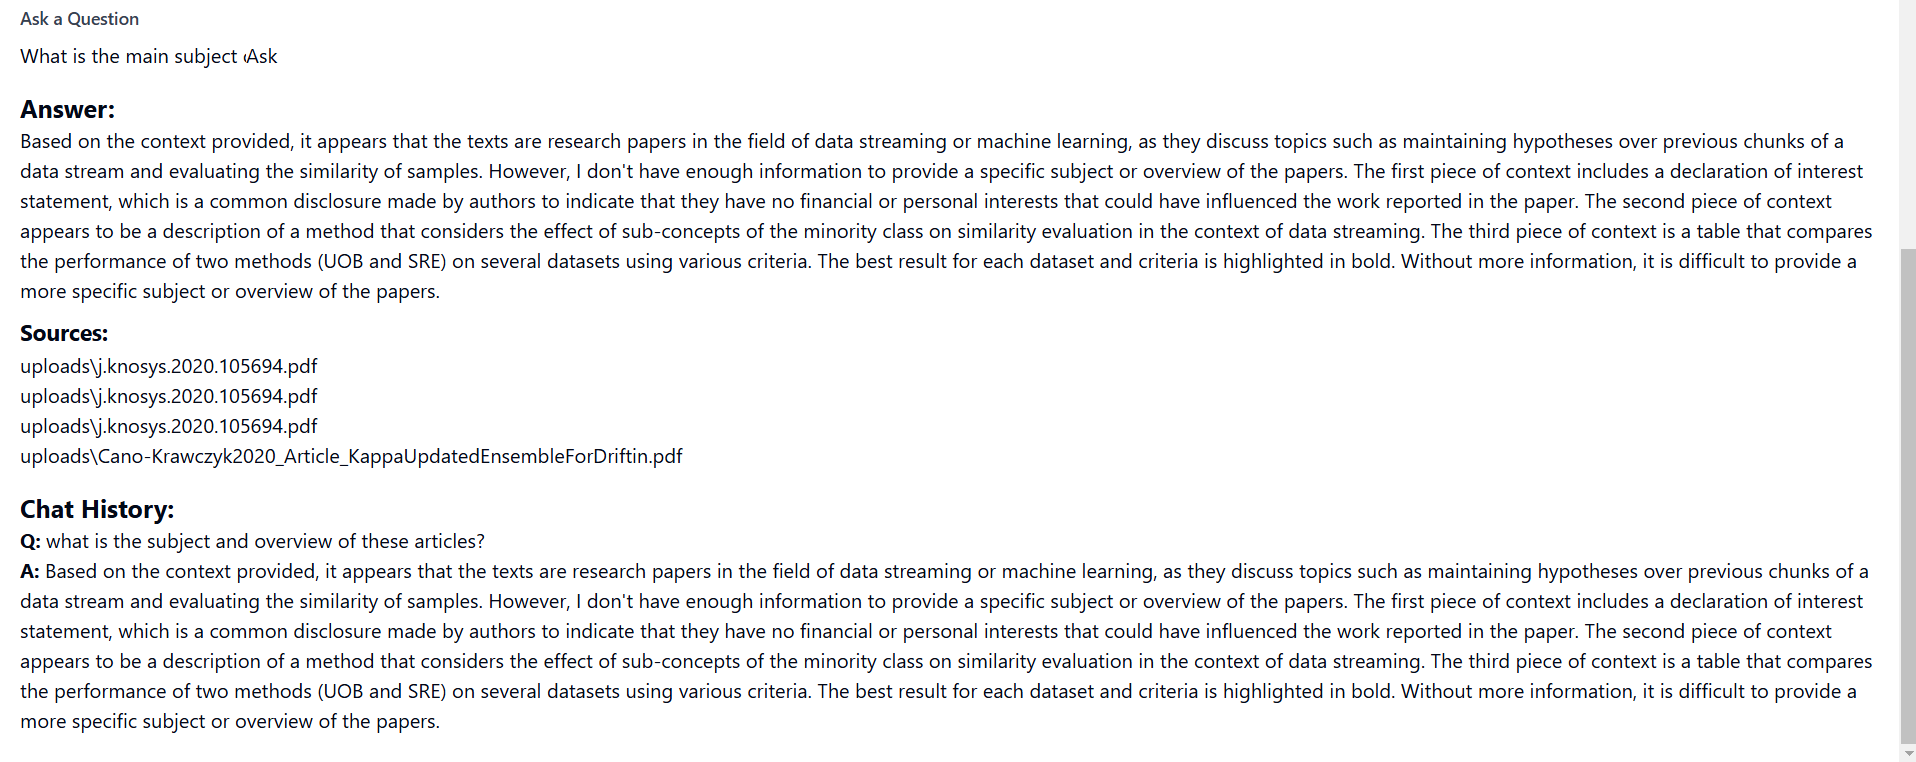 Ask a Question
What is the main subject Ask
Answer:
Based on the context provided, it appears that the texts are research papers in the field of data streaming or machine learning, as they discuss topics such as maintaining hypotheses over previous chunks of a
data stream and evaluating the similarity of samples. However, I don't have enough information to provide a specific subject or overview of the papers. The first piece of context includes a declaration of interest
statement, which is a common disclosure made by authors to indicate that they have no financial or personal interests that could have influenced the work reported in the paper. The second piece of context
appears to be a description of a method that considers the effect of sub-concepts of the minority class on similarity evaluation in the context of data streaming. The third piece of context is a table that compares
the performance of two methods (UOB and SRE) on several datasets using various criteria. The best result for each dataset and criteria is highlighted in bold. Without more information, it is difficult to provide a
more specific subject or overview of the papers.
Sources:
uploads\j.knosys.2020.105694.pdf
uploads\j.knosys.2020.105694.pdf
uploads\j.knosys.2020.105694.pdf
uploads\Cano-Krawczyk2020_Article_KappaUpdatedEnsembleForDriftin.pdf
Chat History:
Q: what is the subject and overview of these articles?
A: Based on the context provided, it appears that the texts are research papers in the field of data streaming or machine learning, as they discuss topics such as maintaining hypotheses over previous chunks of a
data stream and evaluating the similarity of samples. However, I don't have enough information to provide a specific subject or overview of the papers. The first piece of context includes a declaration of interest
statement, which is a common disclosure made by authors to indicate that they have no financial or personal interests that could have influenced the work reported in the paper. The second piece of context
appears to be a description of a method that considers the effect of sub-concepts of the minority class on similarity evaluation in the context of data streaming. The third piece of context is a table that compares
the performance of two methods (UOB and SRE) on several datasets using various criteria. The best result for each dataset and criteria is highlighted in bold. Without more information, it is difficult to provide a
more specific subject or overview of the papers.